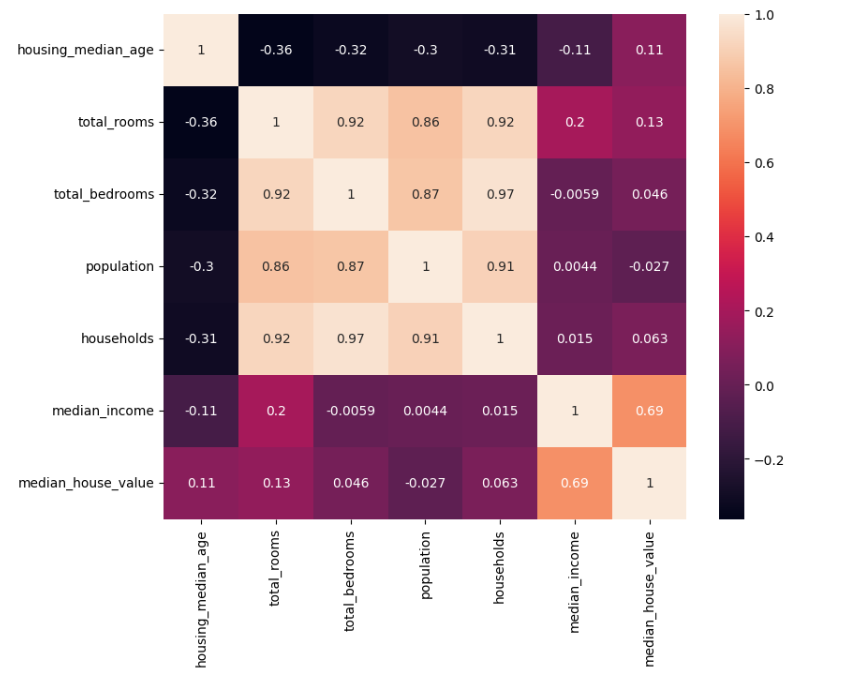 housing_median_age 1 -0.36 -0.32 -0.3 -0.31 -0.11 0.11
total_rooms -0.36 1 0.92 0.86 0.92 0.2 0.13
total_bedrooms -0.32 0.92 1 0.87 0.97 -0.0059 0.046
population -0.3 0.86 0.87 1 0.91 0.0044 -0.027
households -0.31 0.92 0.97 0.91 1 0.015 0.063
median_income -0.11 0.2 -0.0059 0.0044 0.015 1 0.69
median_house_value 0.11 0.13 0.046 -0.027 0.063 0.69 1
housing_median_age
total_rooms
total_bedrooms
population
households
median_income
median_house_value
1.0
0.8
0.6
0.4
0.2
0.0
−0.2